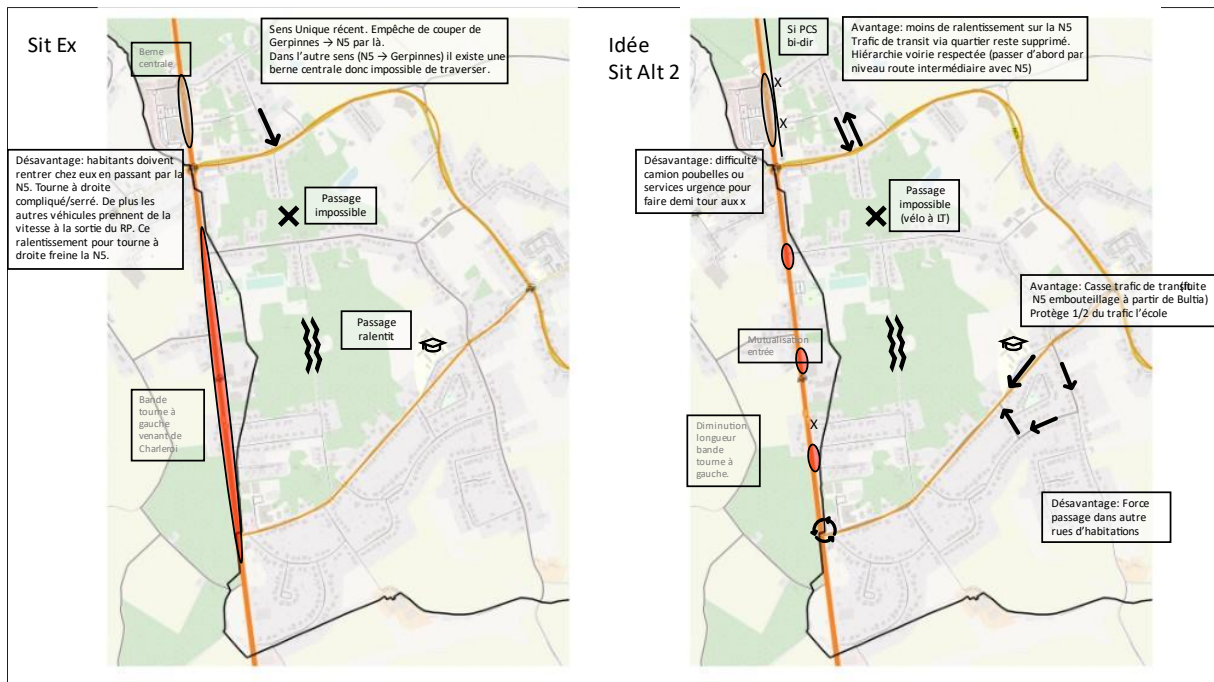 Sit Ex
Berne
centrale
Sens Unique récent. Empêche de couper de
Gerpinnes → N5 par là.
Dans l'autre sens (N5 → Gerpinnes) il existe une
berne centrale donc impossible de traverser.
Désavantage: habitants doivent
rentrer chez eux en passant par la
N5. Tourne à droite
compliqué/serré. De plus les
autres véhicules prennent de la
vitesse à la sortie du RP. Ce
ralentissement pour tourne à
droite freine la N5.
Passage
impossible
Passage
ralentit
Bande
tourne à
gauche
venant de
Charleroi
Idée
Sit Alt 2
Si PCS
bi-dir
Avantage: moins de ralentissement sur la N5
Trafic de transit via quartier reste supprimé.
Hiérarchie voirie respectée (passer d'abord par
niveau route intermédiaire avec N5)
X
X
Désavantage: difficulté
camion poubelles ou
services urgence pour
faire demi tour aux x
Passage
impossible
(vélo à LT)
Avantage: Casse trafic de transit (fuite
N5 embouteillage à partir de Bultia)
Protège 1/2 du trafic l'école
Mutualisation
entrée
X
Diminution
longueur
bande
tourne à
gauche.
Désavantage: Force
passage dans autre
rues d'habitations